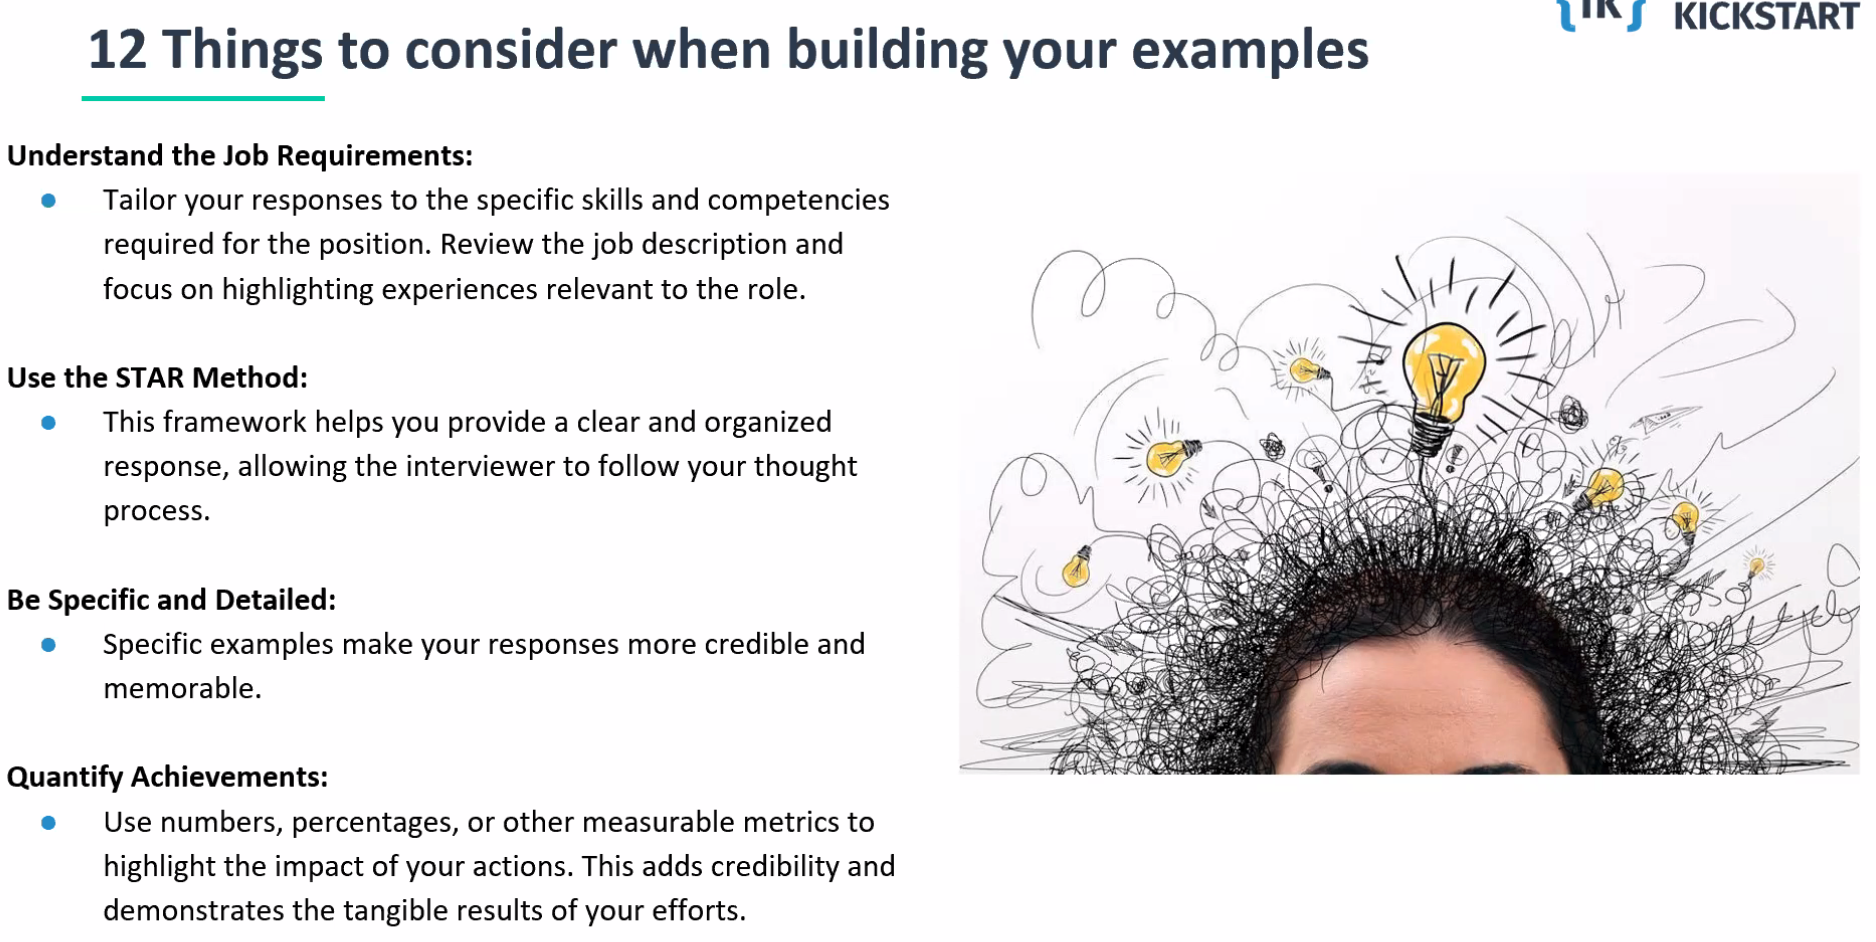 {IK}
KICKSTART
12 Things to consider when building your examples
Understand the Job Requirements:
● Tailor your responses to the specific skills and competencies
required for the position. Review the job description and
focus on highlighting experiences relevant to the role.
Use the STAR Method:
● This framework helps you provide a clear and organized
response, allowing the interviewer to follow your thought
process.
Be Specific and Detailed:
● Specific examples make your responses more credible and
memorable.
Quantify Achievements:
● Use numbers, percentages, or other measurable metrics to
highlight the impact of your actions. This adds credibility and
demonstrates the tangible results of your efforts.